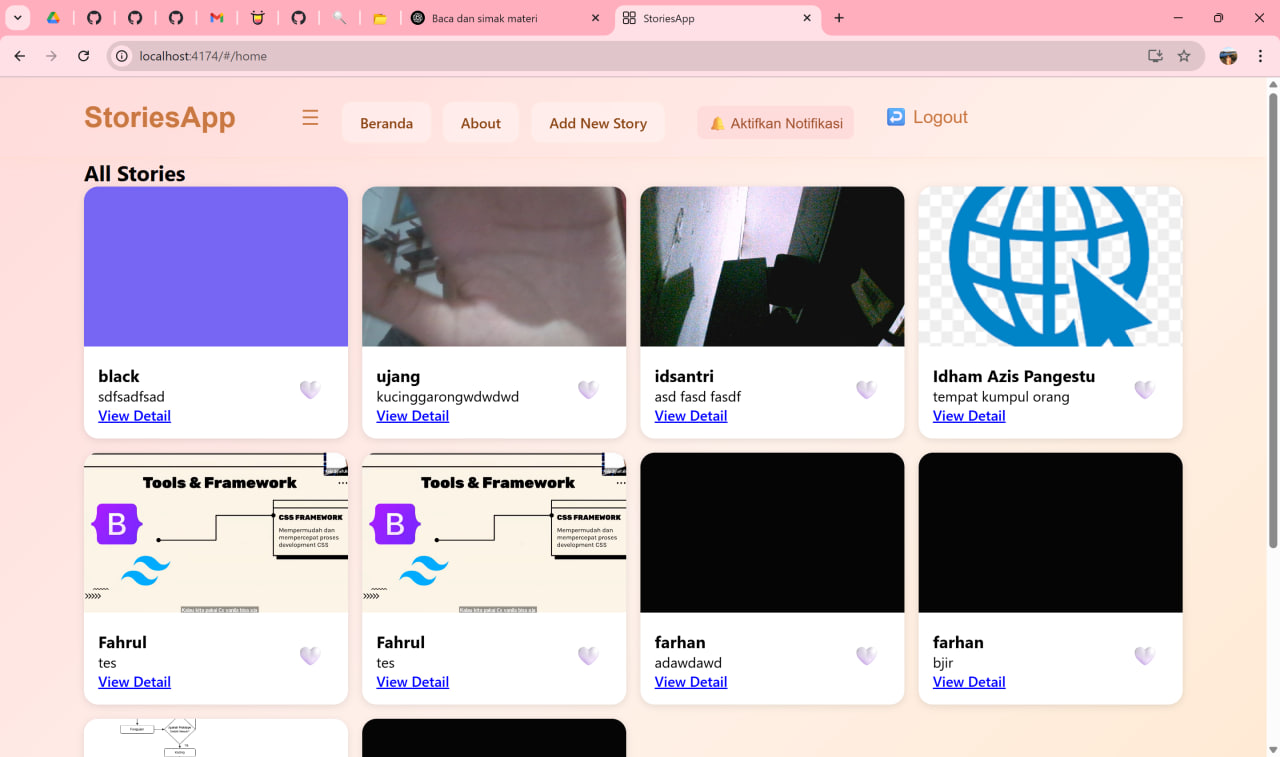 Baca dan simak materi
StoriesApp
localhost:4174/#/home
StoriesApp
☰
Beranda
About
Add New Story
Aktifkan Notifikasi
Logout
All Stories
black
sdfsadfsad
View Detail
ujang
kucinggarongwdwdwd
View Detail
idsantri
asd fasd fasdf
View Detail
Idham Azis Pangestu
tempat kumpul orang
View Detail
Tools & Framework
B
CSS FRAMEWORK
Mempermudah dan
mempercepat proses
development CSS
Fahrul
tes
View Detail
Tools & Framework
B
CSS FRAMEWORK
Mempermudah dan
mempercepat proses
development CSS
Fahrul
tes
View Detail
farhan
adawdawd
View Detail
farhan
bjir
View Detail